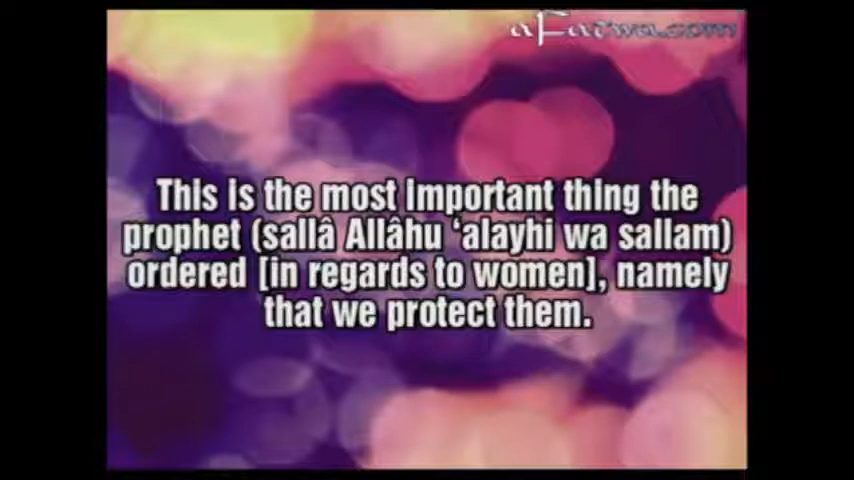 aFatwa.com
This is the most important thing the
prophet (sallâ Allâhu ‘alayhi wa sallam)
ordered [in regards to women], namely
that we protect them.